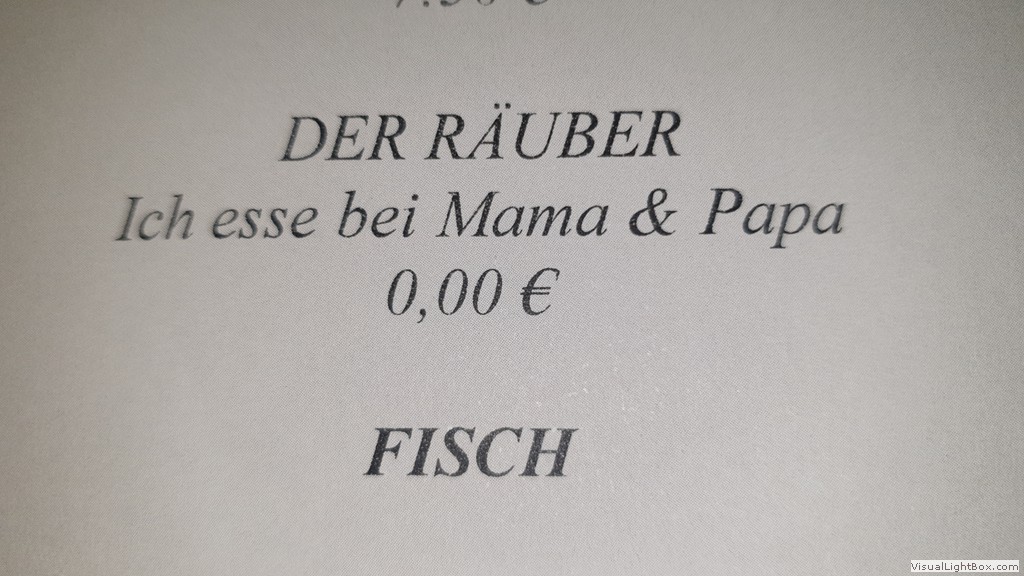 DER RÄUBER
Ich esse bei Mama & Papa
0,00 €
FISCH
VisualLightBox.com